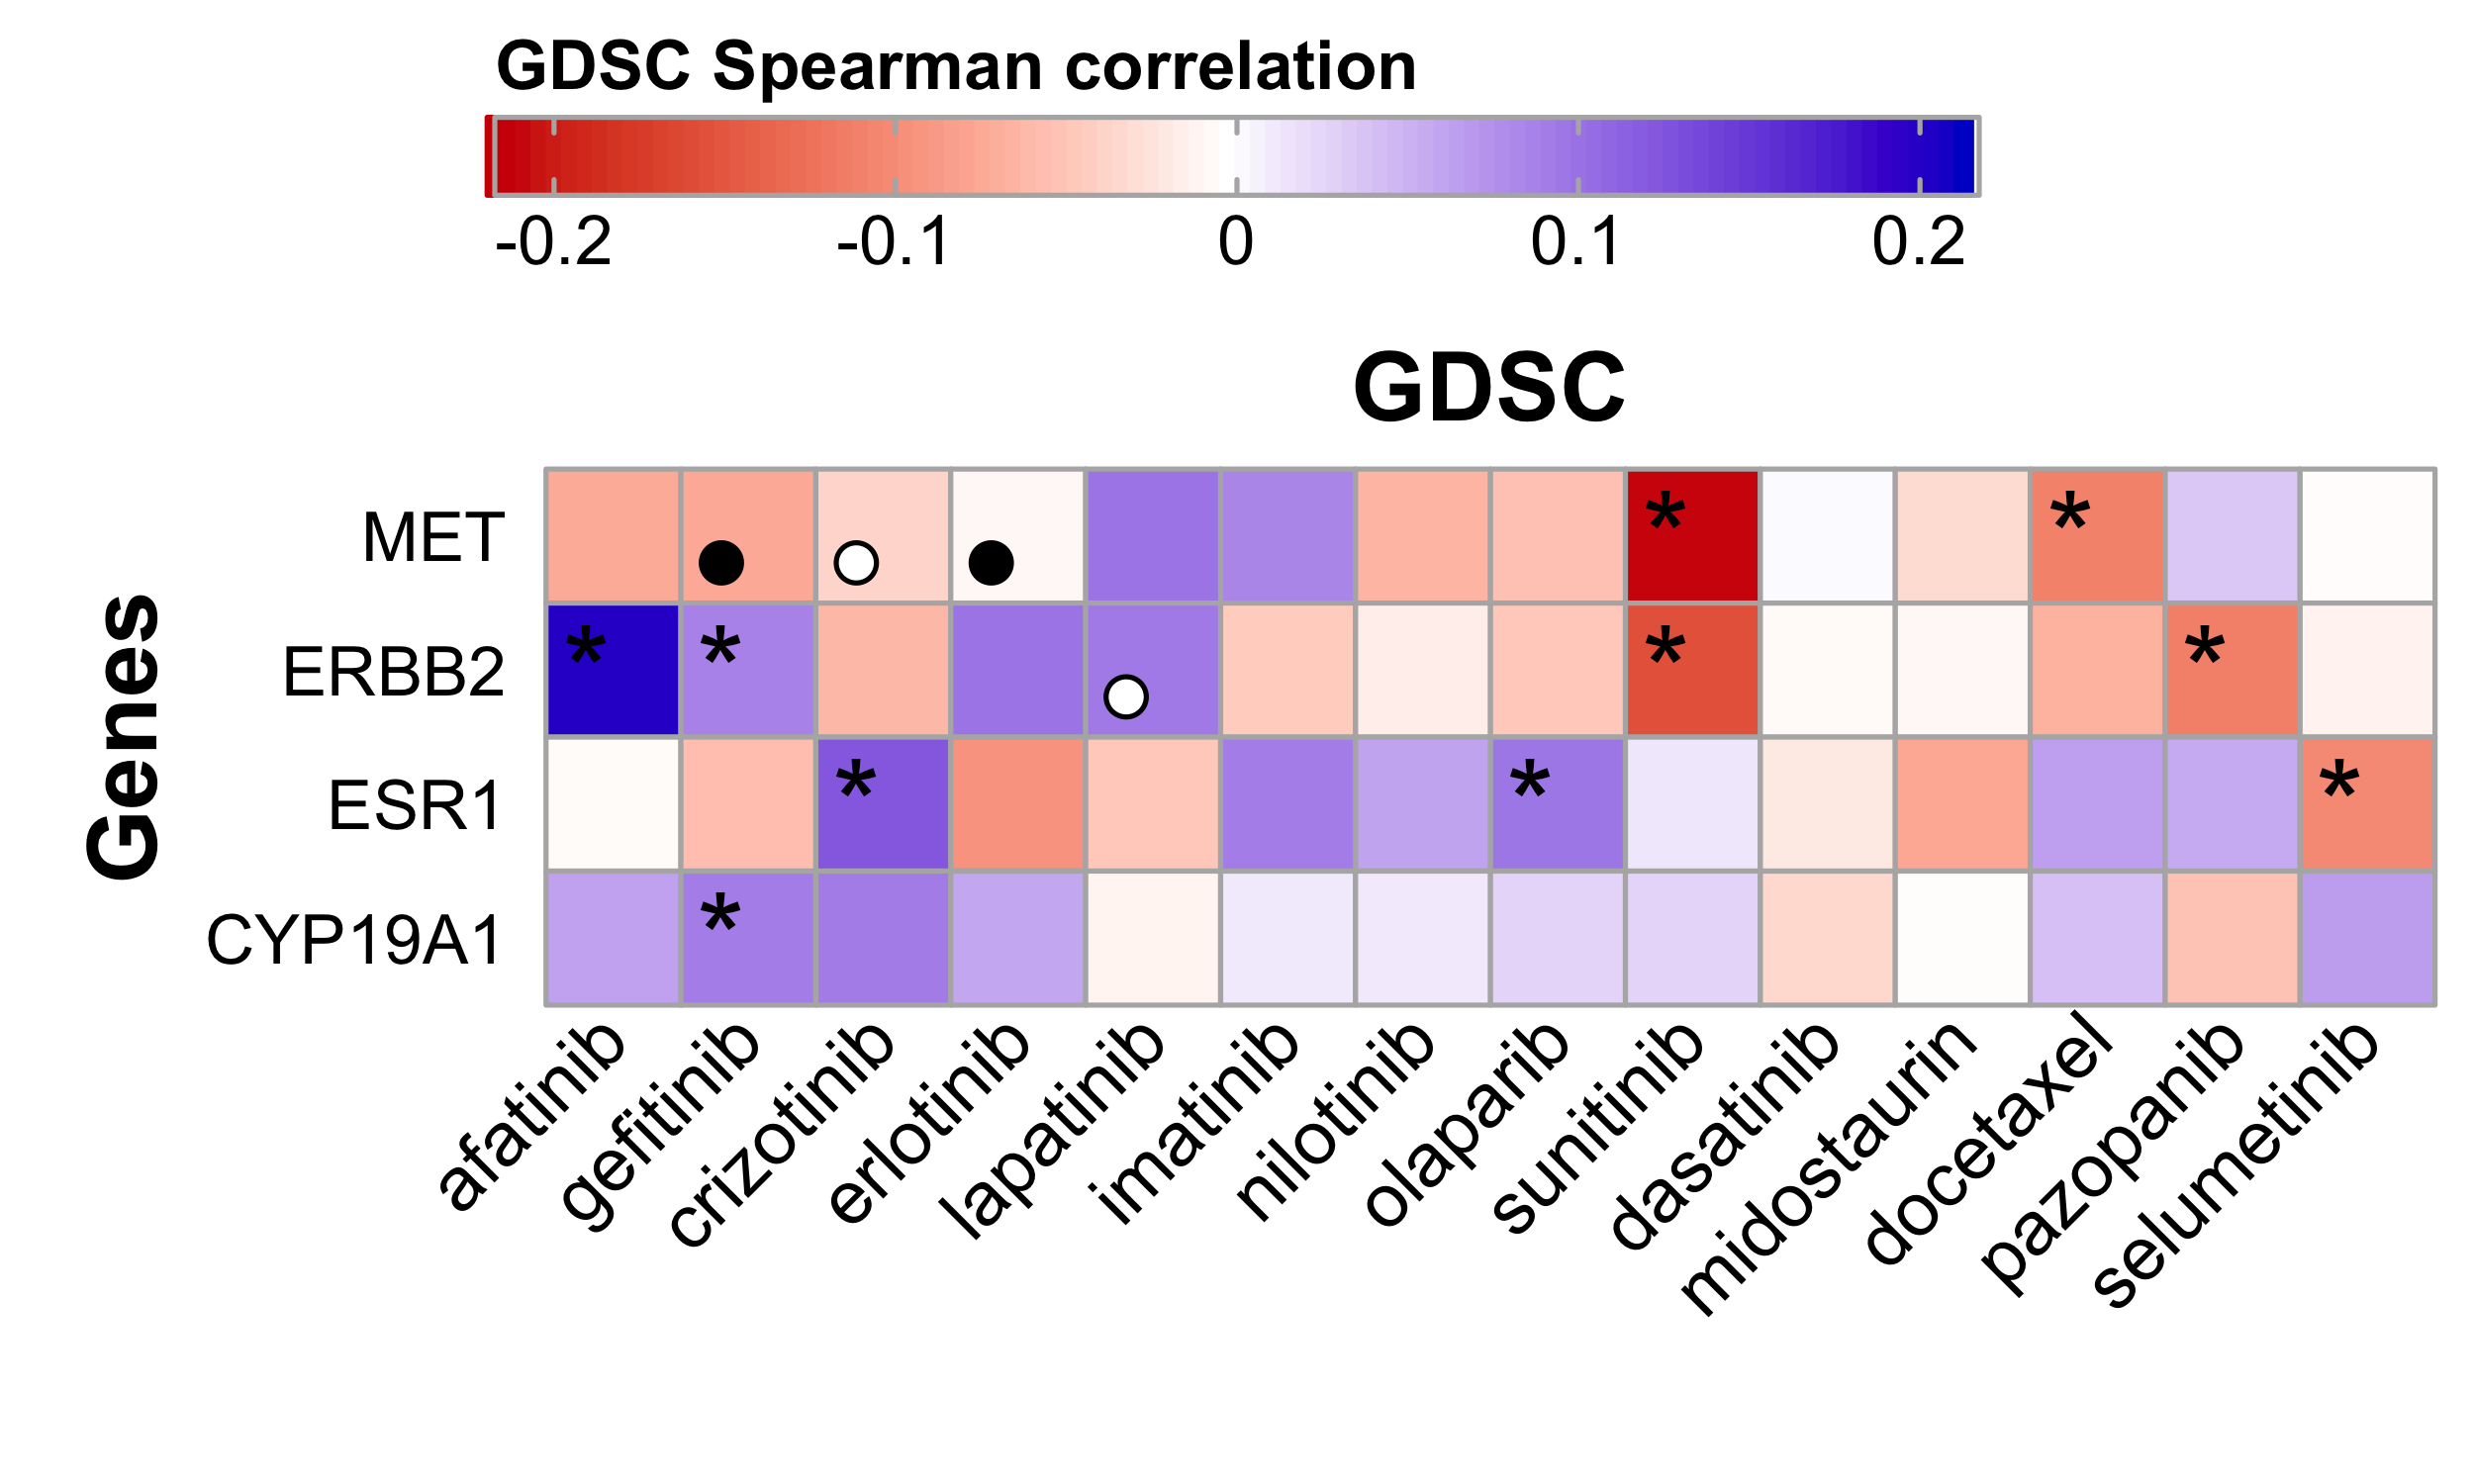 GDSC Spearman correlation
-0.2 -0.1 0 0.1 0.2
GDSC
Genes
MET * *
ERBB2 * * * *
ESR1 * * *
CYP19A1 *
afatinib gefitinib crizotinib erlotinib lapatinib imatinib nilotinib olaparib sunitinib dasatinib midostaurin docetaxel pazopanib selumetinib